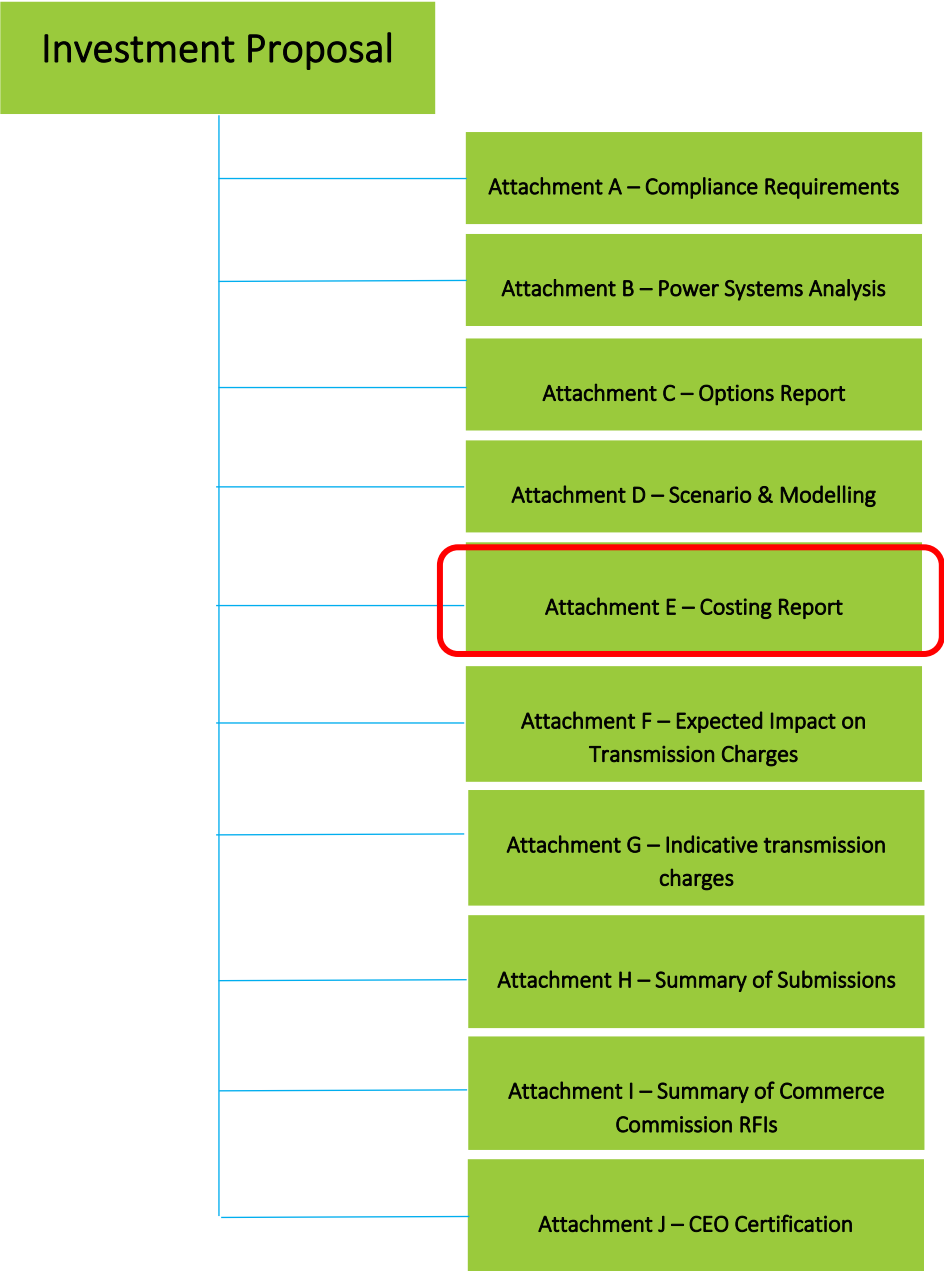 Investment Proposal
Attachment A – Compliance Requirements
Attachment B – Power Systems Analysis
Attachment C – Options Report
Attachment D – Scenario & Modelling
Attachment E – Costing Report
Attachment F – Expected Impact on
Transmission Charges
Attachment G – Indicative transmission
charges
Attachment H – Summary of Submissions
Attachment I – Summary of Commerce
Commission RFIs
Attachment J – CEO Certification